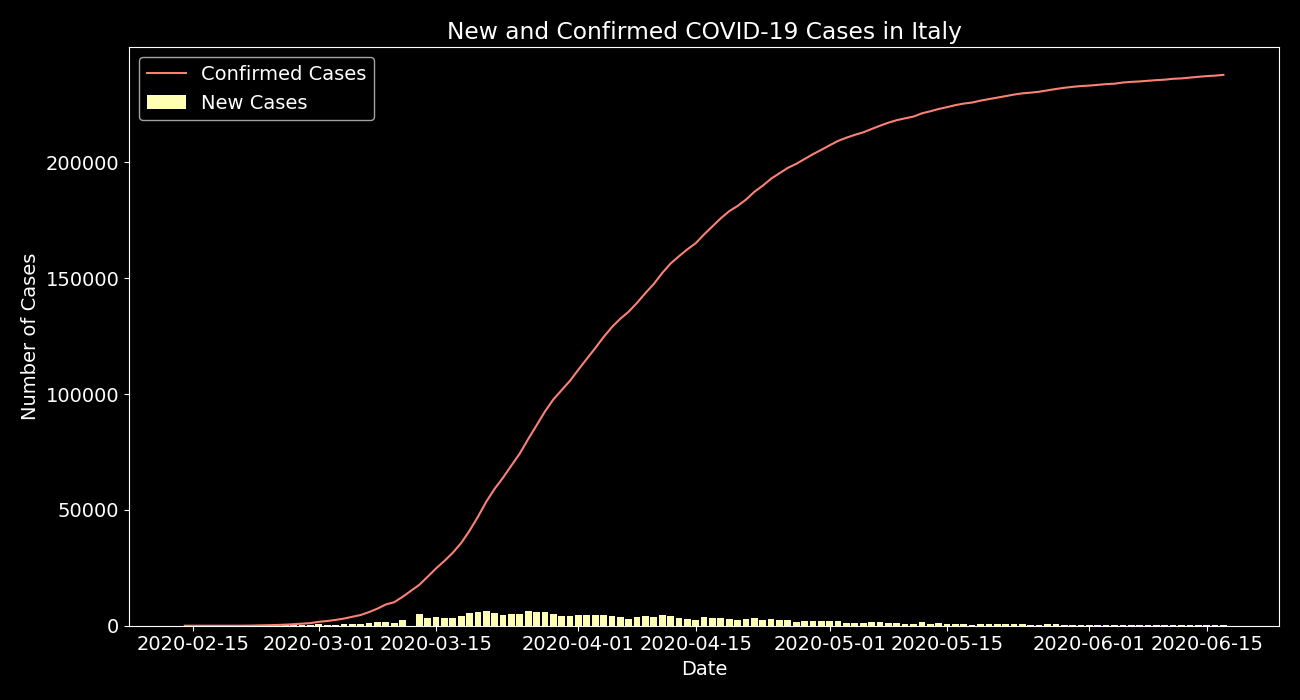 New and Confirmed COVID-19 Cases in Italy
Confirmed Cases
New Cases
200000
150000
100000
50000
0
Number of Cases
2020-02-15 2020-03-01 2020-03-15 2020-04-01 2020-04-15 2020-05-01 2020-05-15 2020-06-01 2020-06-15
Date